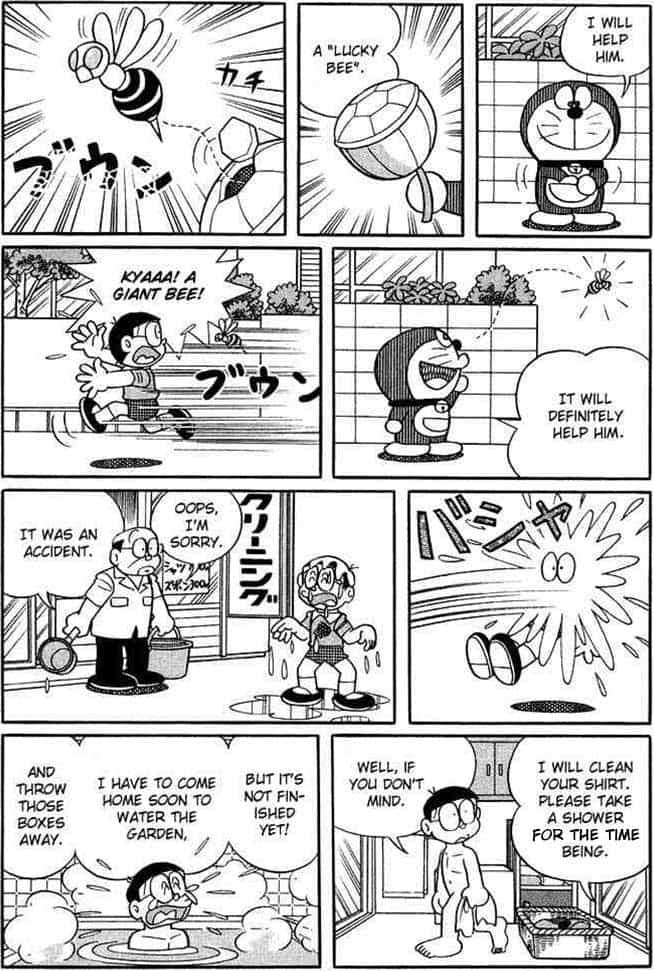 I WILL
HELP
HIM.
A "LUCKY
BEE".
カチ
ブウン
IT WILL
DEFINITELY
HELP HIM.
KYAAA! A
GIANT BEE!
ブウン
バシャ
クリーニング
OOPS,
I'M
SORRY.
IT WAS AN
ACCIDENT.
I WILL CLEAN
YOUR SHIRT.
PLEASE TAKE
A SHOWER
FOR THE TIME
BEING.
WELL, IF
YOU DON'T
MIND.
BUT IT'S
NOT FIN-
ISHED
YET!
I HAVE TO COME
HOME SOON TO
WATER THE
GARDEN,
AND
THROW
THOSE
BOXES
AWAY.